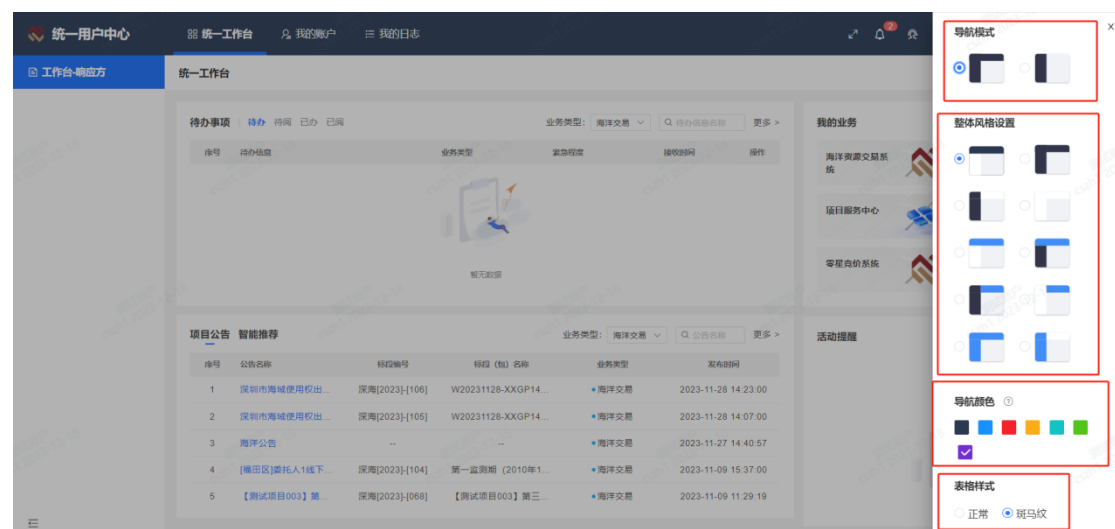 统一用户中心
统一工作台 我的账户 我的日志
2
工作台-响应方
统一工作台
待办事项 待办 待阅 已办 已阅 业务类型: 海洋交易 待办信息名称 更多 >
序号 待办信息 业务类型 紧急程度 接收时间 操作
暂无数据
我的业务
海洋资源交易系
统
项目服务中心
零星竞价系统
项目公告 智能推荐 业务类型: 海洋交易 公告名称 更多 >
序号 公告名称 标段编号 标段（包）名称 业务类型 发布时间
1 深圳市海域使用权出... 深海[2023]-[106] W20231128-XXGP14... 海洋交易 2023-11-28 14:23:00
2 深圳市海域使用权出... 深海[2023]-[105] W20231128-XXGP14... 海洋交易 2023-11-28 14:07:00
3 海洋公告 -- -- 海洋交易 2023-11-27 14:40:57
4 [福田区]委托人1线下... 深海[2023]-[104] 第一监测期（2010年1... 海洋交易 2023-11-09 15:37:00
5 【测试项目003】第... 深海[2023]-[068] 【测试项目003】第三... 海洋交易 2023-11-09 11:29:19
活动提醒
导航模式
整体风格设置
导航颜色
表格样式
正常 斑马纹